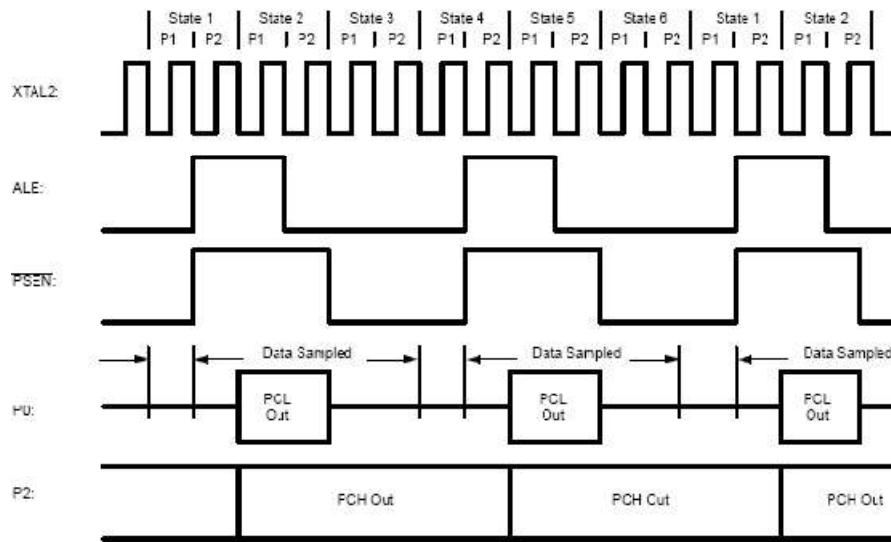 State 1 State 2 State 3 State 4 State 5 State 6 State 1 State 2
P1 P2 P1 P2 P1 P2 P1 P2 P1 P2 P1 P2 P1 P2 P1 P2
XTAL2:
ALE:
PSEN:
Data Sampled Data Sampled Data Sampled
P0:
PCL Out PCL Out PCL Out
P2:
PCH Out PCH Out PCH Out